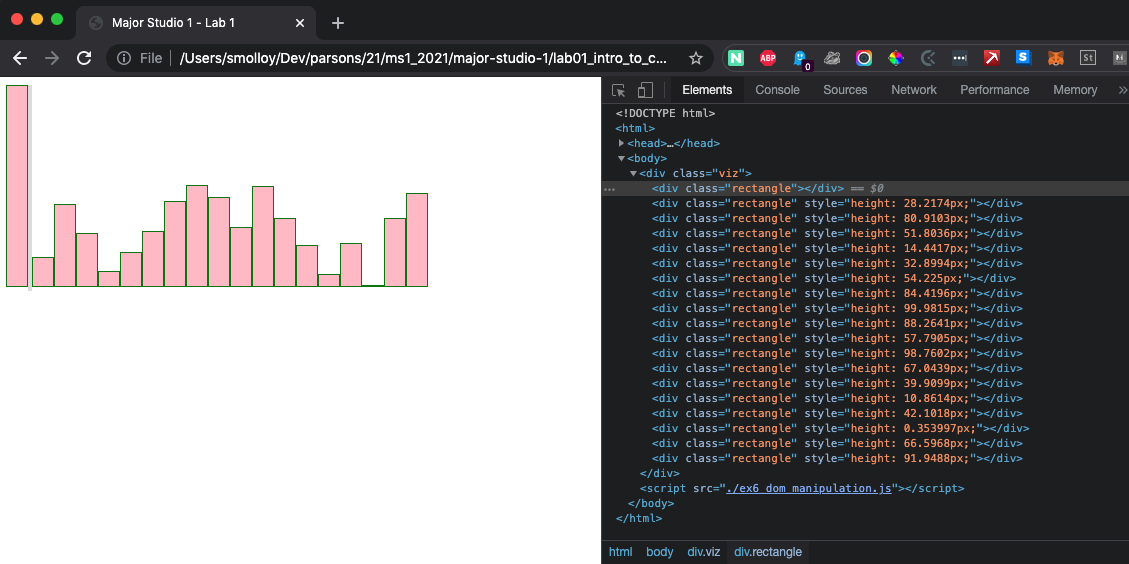 Major Studio 1 - Lab 1
File /Users/smolloy/Dev/parsons/21/ms1_2021/major-studio-1/lab01_intro_to_c...
N ABP 0 S St N
Elements Console Sources Network Performance Memory »
<!DOCTYPE html>
<html>
<head>…</head>
<body>
<div class="viz">
<div class="rectangle"></div> == $0
<div class="rectangle" style="height: 28.2174px;"></div>
<div class="rectangle" style="height: 80.9103px;"></div>
<div class="rectangle" style="height: 51.8036px;"></div>
<div class="rectangle" style="height: 14.4417px;"></div>
<div class="rectangle" style="height: 32.8994px;"></div>
<div class="rectangle" style="height: 54.225px;"></div>
<div class="rectangle" style="height: 84.4196px;"></div>
<div class="rectangle" style="height: 99.9815px;"></div>
<div class="rectangle" style="height: 88.2641px;"></div>
<div class="rectangle" style="height: 57.7905px;"></div>
<div class="rectangle" style="height: 98.7602px;"></div>
<div class="rectangle" style="height: 67.0439px;"></div>
<div class="rectangle" style="height: 39.9099px;"></div>
<div class="rectangle" style="height: 10.8614px;"></div>
<div class="rectangle" style="height: 42.1018px;"></div>
<div class="rectangle" style="height: 0.353997px;"></div>
<div class="rectangle" style="height: 66.5968px;"></div>
<div class="rectangle" style="height: 91.9488px;"></div>
</div>
<script src="./ex6_dom_manipulation.js"></script>
</body>
</html>
html body div.viz div.rectangle